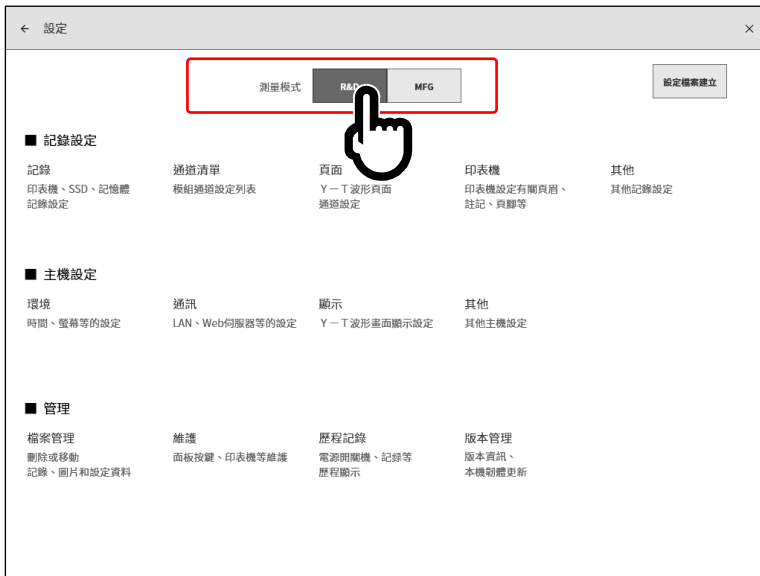 ← 設定 ×
測量模式 R&D MFG 設定檔案建立
■ 記錄設定
記錄 通道清單 頁面 印表機 其他
印表機、SSD、記憶體 模組通道設定列表 Y－T波形頁面 印表機設定有關頁眉、 其他記錄設定
記錄設定 通道設定 註記、頁腳等
■ 主機設定
環境 通訊 顯示 其他
時間、螢幕等的設定 LAN、Web伺服器等的設定 Y－T波形畫面顯示設定 其他主機設定
■ 管理
檔案管理 維護 歷程記錄 版本管理
刪除或移動 面板按鍵、印表機等維護 電源開關機、記錄等 版本資訊、
記錄、圖片和設定資料 歷程顯示 本機韌體更新